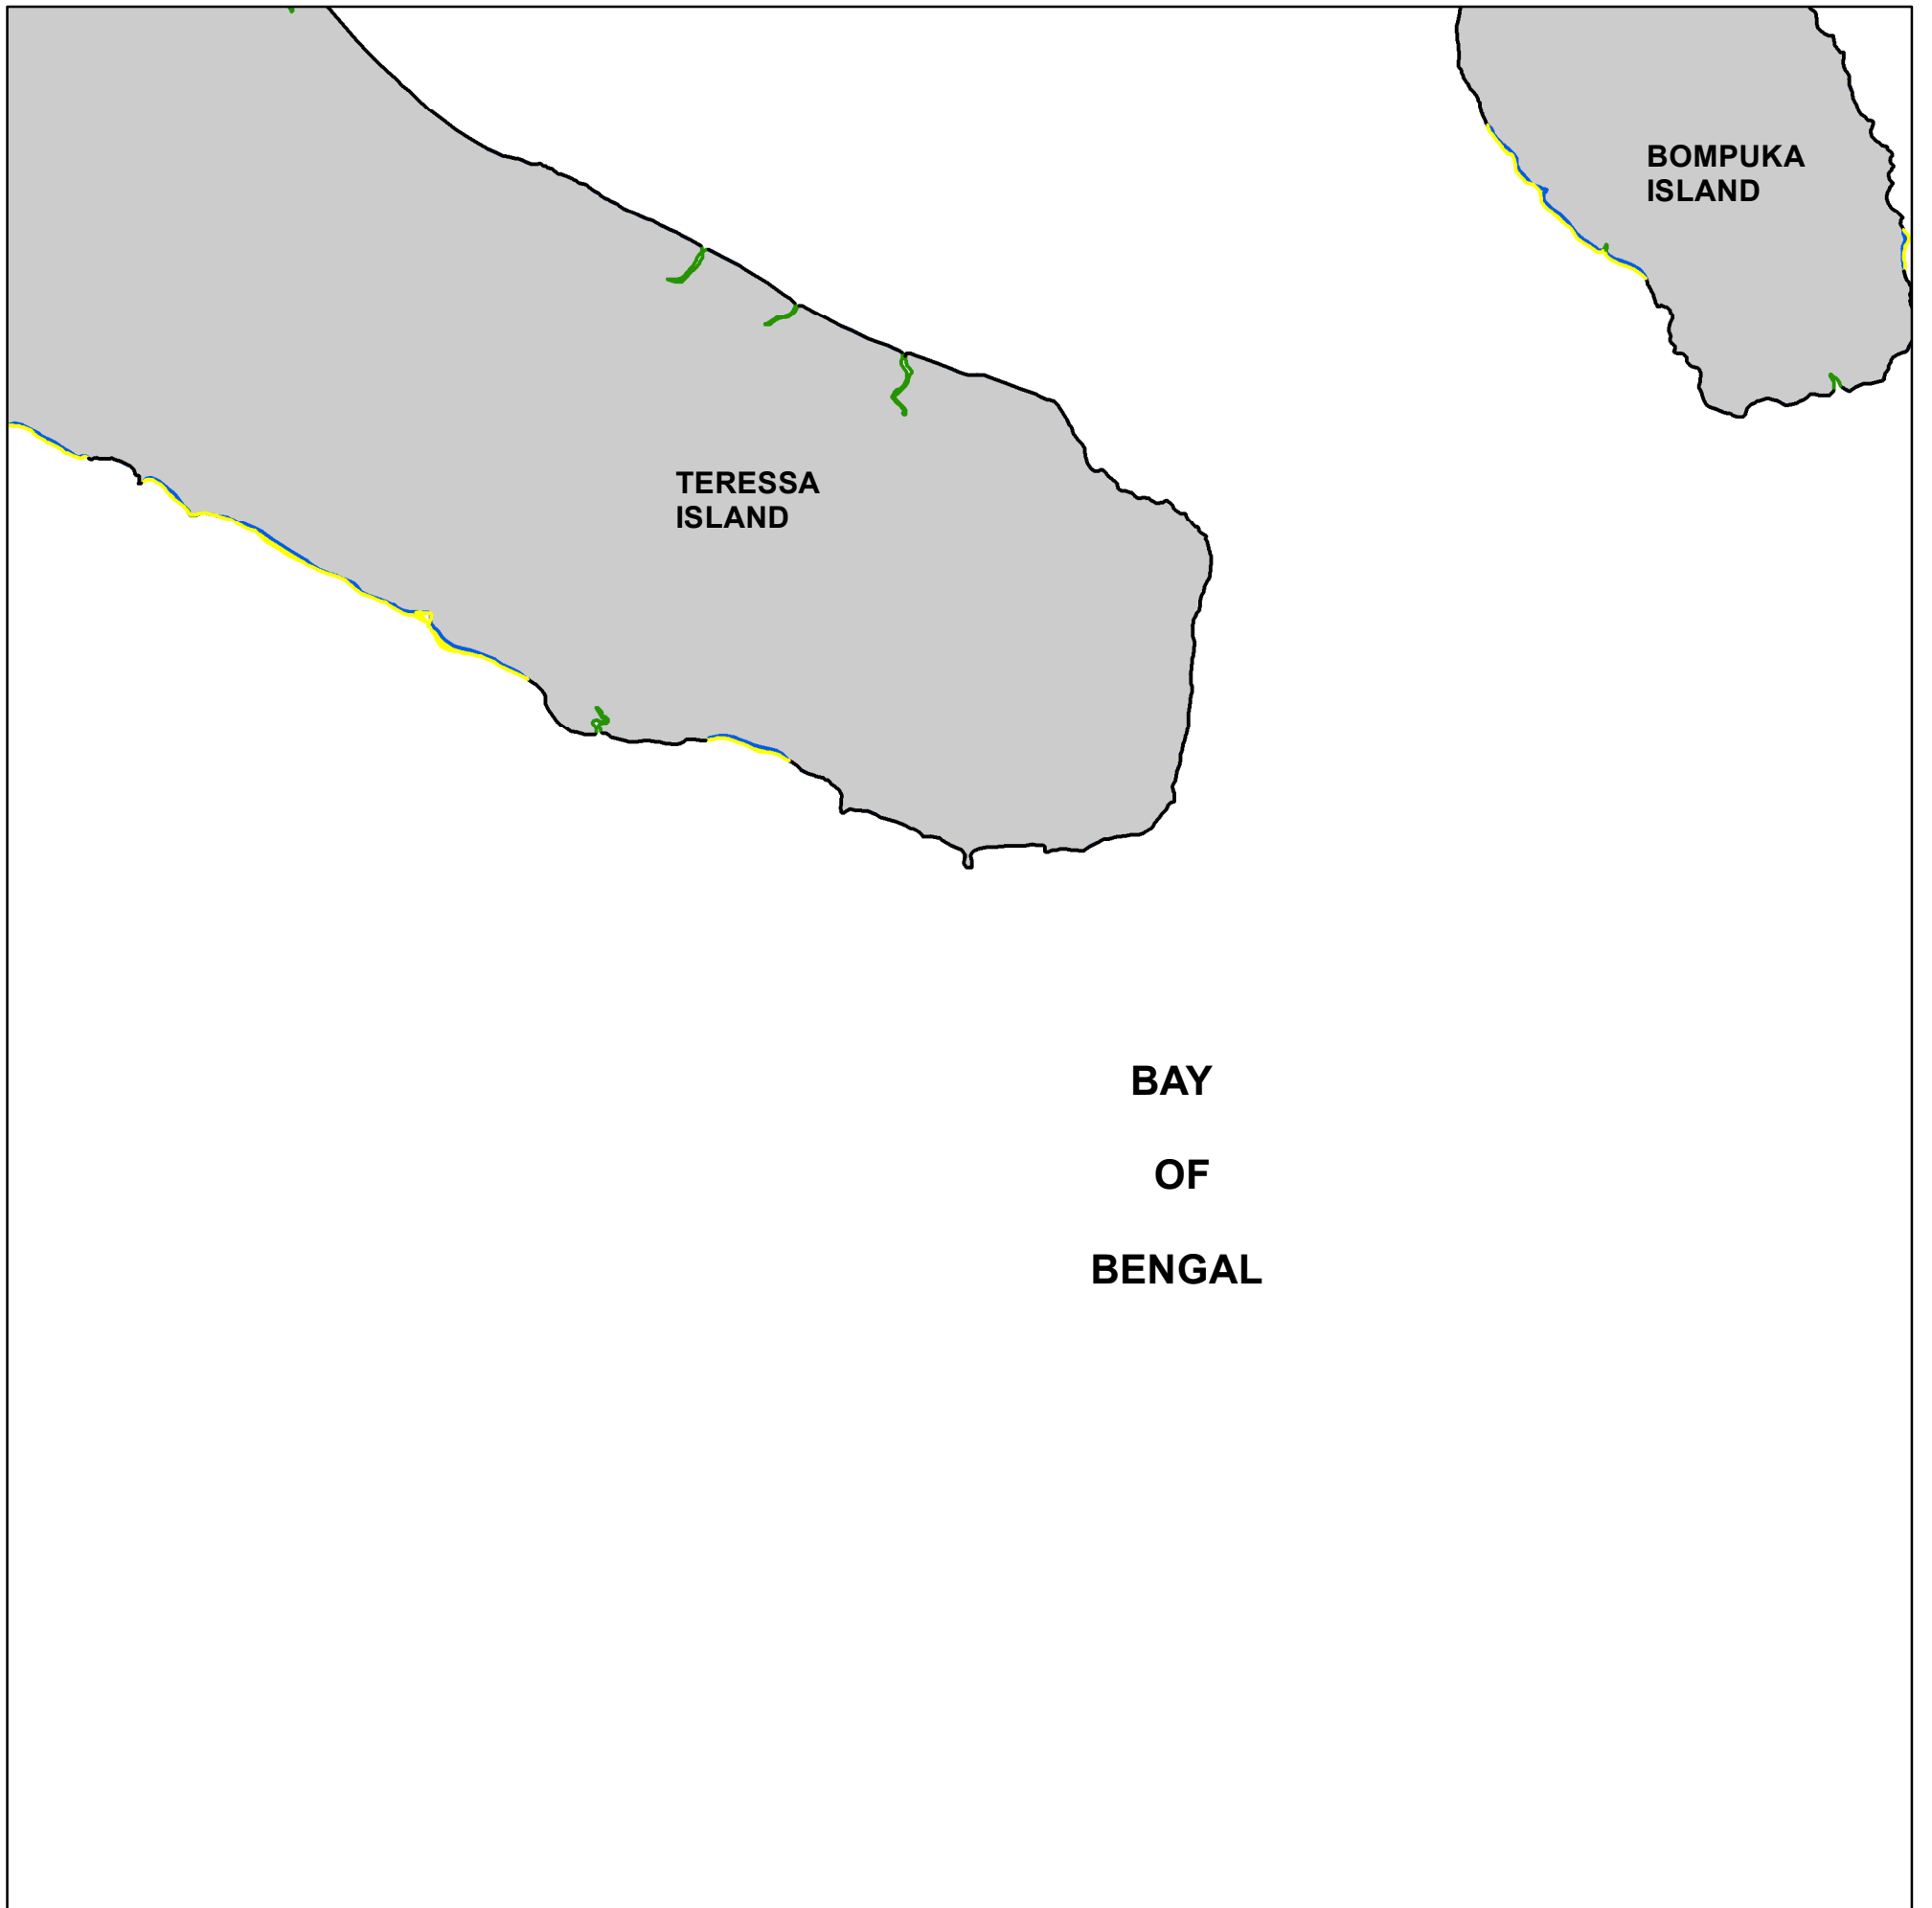 BOMPUKA
ISLAND
TERESSA
ISLAND
BAY
OF
BENGAL